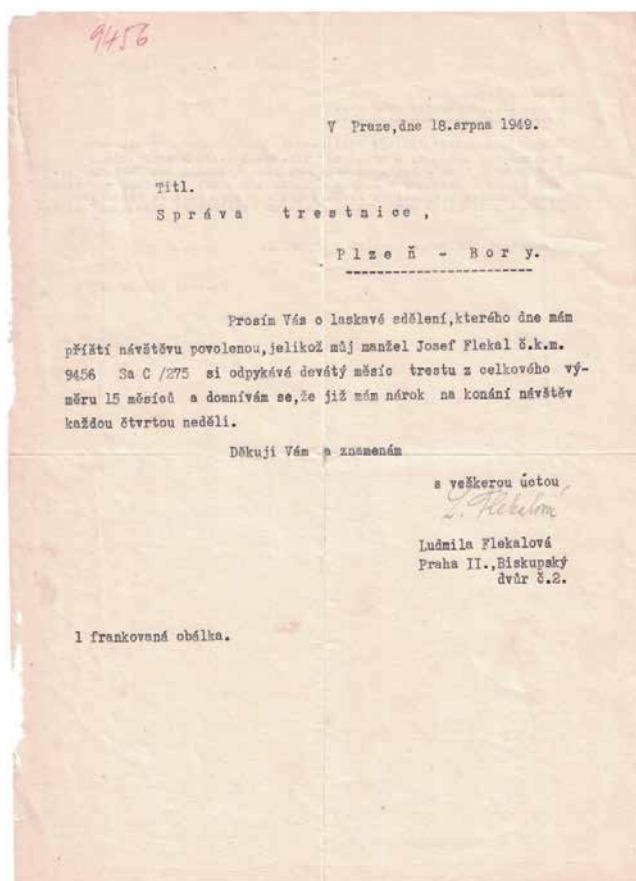 9456
V Praze,dne 18.srpna 1949.
Titl.
Správa trestnice,
Plzeň - Bory.
Prosím Vás o laskavé sdělení,kterého dne mám
příští návštěvu povolenou,jelikož můj manžel Josef Flekal č.k.m.
9456 Sa C /275 si odpykává devátý měsíc trestu z celkového vý-
měru 15 měsíců a domnívám se,že již mám nárok na konání návštěv
každou čtvrtou neděli.
Děkuji Vám a znamenám
s veškerou úctou
L. Flekalová
Ludmila Flekalová
Praha II.,Biskupský
dvůr č.2.
1 frankovaná obálka.